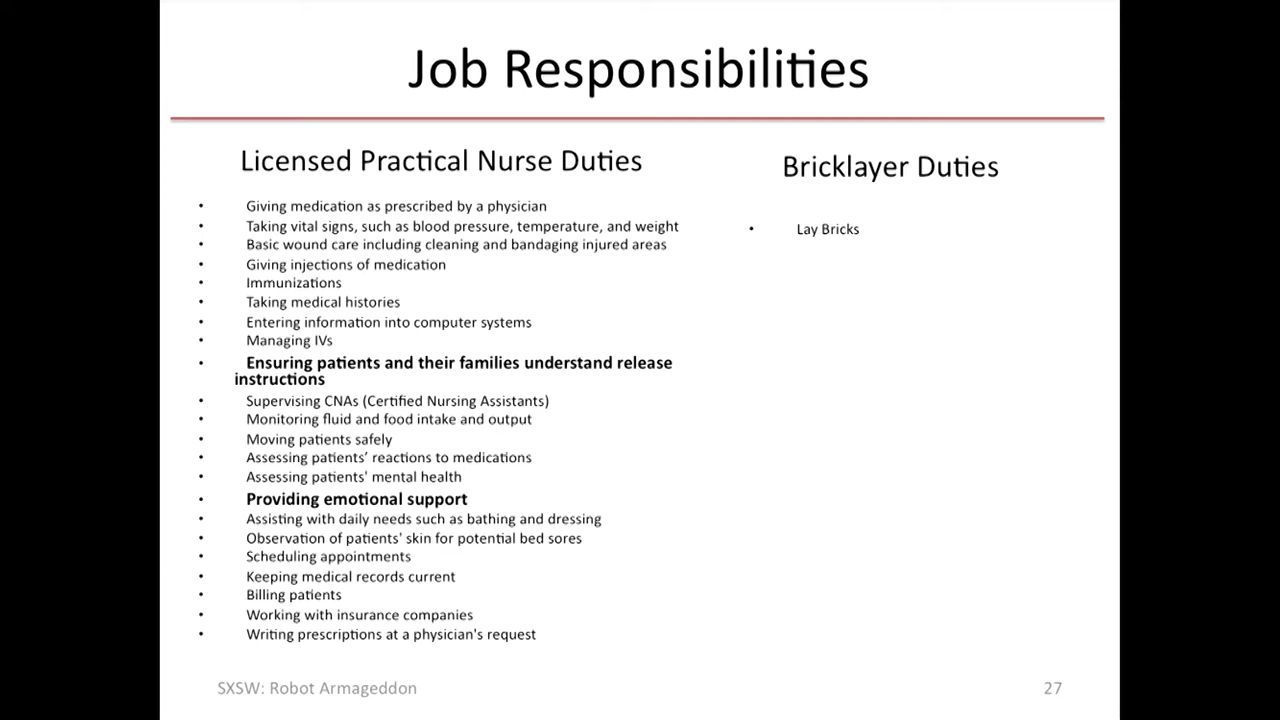 Job Responsibilities
Licensed Practical Nurse Duties
• Giving medication as prescribed by a physician
• Taking vital signs, such as blood pressure, temperature, and weight
• Basic wound care including cleaning and bandaging injured areas
• Giving injections of medication
• Immunizations
• Taking medical histories
• Entering information into computer systems
• Managing IVs
• Ensuring patients and their families understand release
instructions
• Supervising CNAs (Certified Nursing Assistants)
• Monitoring fluid and food intake and output
• Moving patients safely
• Assessing patients’ reactions to medications
• Assessing patients' mental health
• Providing emotional support
• Assisting with daily needs such as bathing and dressing
• Observation of patients' skin for potential bed sores
• Scheduling appointments
• Keeping medical records current
• Billing patients
• Working with insurance companies
• Writing prescriptions at a physician's request
Bricklayer Duties
• Lay Bricks
SXSW: Robot Armageddon
27